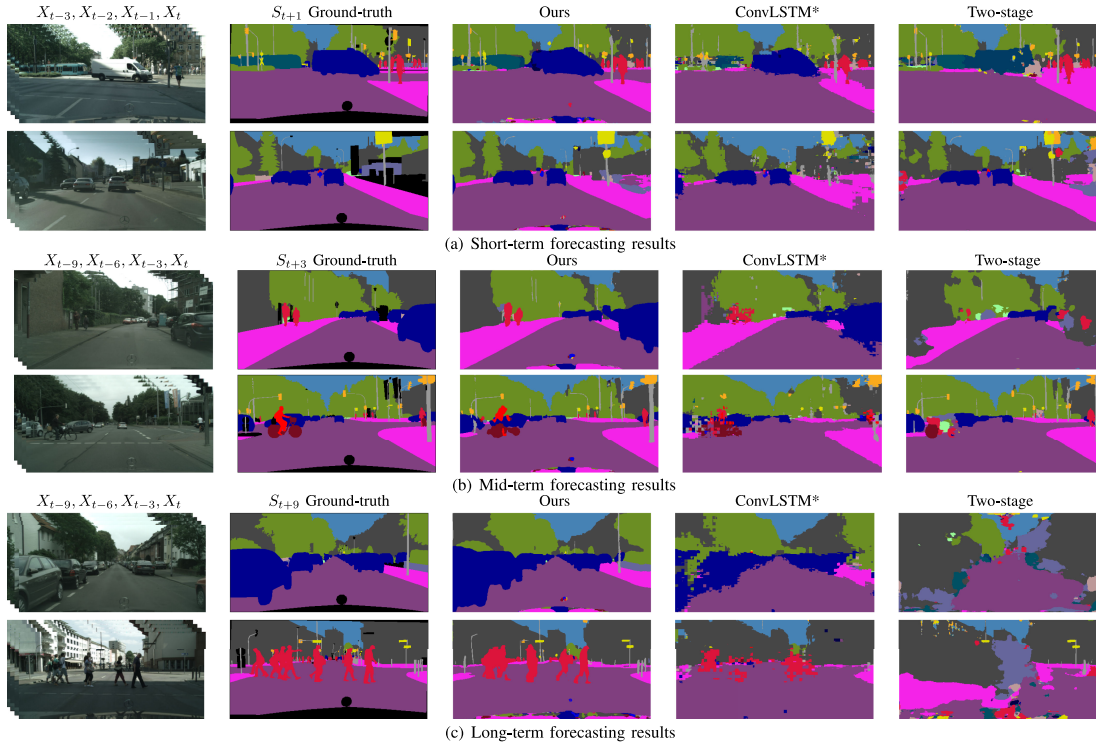 X_{t−3}, X_{t−2}, X_{t−1}, X_t S_{t+1} Ground-truth Ours ConvLSTM* Two-stage
(a) Short-term forecasting results
X_{t−9}, X_{t−6}, X_{t−3}, X_t S_{t+3} Ground-truth Ours ConvLSTM* Two-stage
(b) Mid-term forecasting results
X_{t−9}, X_{t−6}, X_{t−3}, X_t S_{t+9} Ground-truth Ours ConvLSTM* Two-stage
(c) Long-term forecasting results